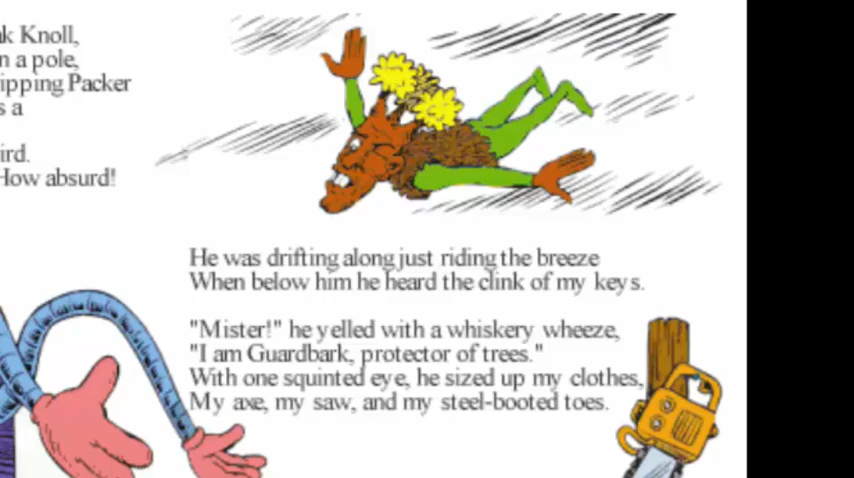 k Knoll,
n a pole,
ipping Packer
s a
ird.
How absurd!
He was drifting along just riding the breeze
When below him he heard the clink of my keys.
"Mister!" he yelled with a whiskery wheeze,
"I am Guardbark, protector of trees."
With one squinted eye, he sized up my clothes,
My axe, my saw, and my steel-booted toes.